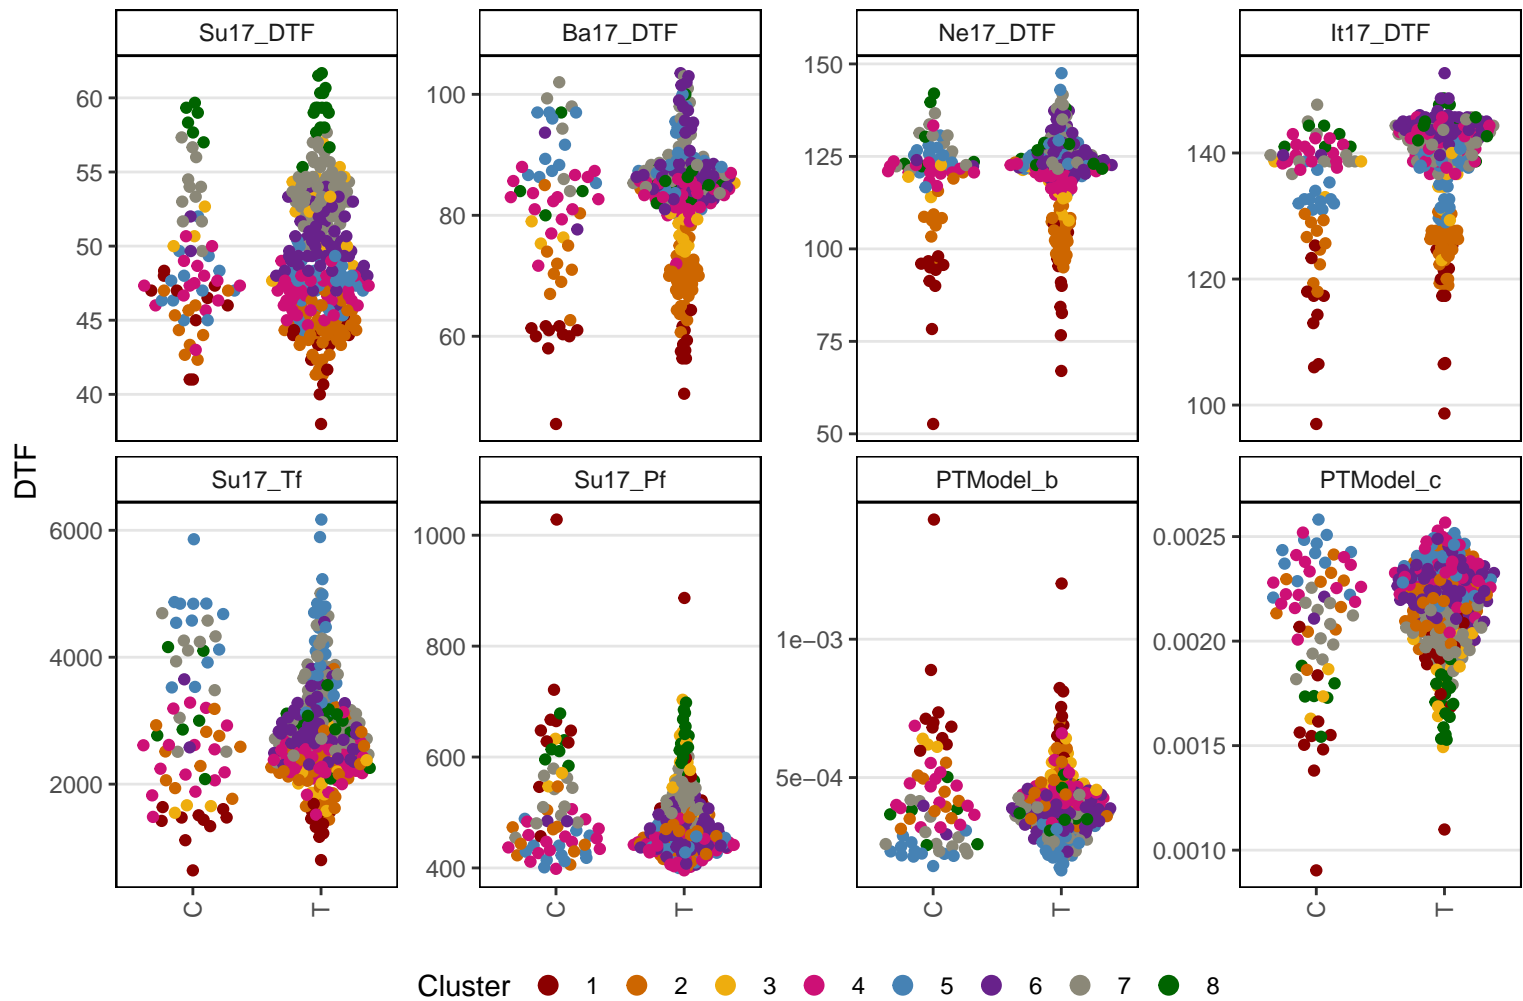 Su17_DTF
Ba17_DTF
Ne17_DTF
It17_DTF
60
55
50
45
40
100
80
60
150
125
100
75
50
140
120
100
DTF
Su17_Tf
Su17_Pf
PTModel_b
PTModel_c
6000
4000
2000
1000
800
600
400
1e−03
5e−04
0.0025
0.0020
0.0015
0.0010
C
T
C
T
C
T
C
T
Cluster 1 2 3 4 5 6 7 8